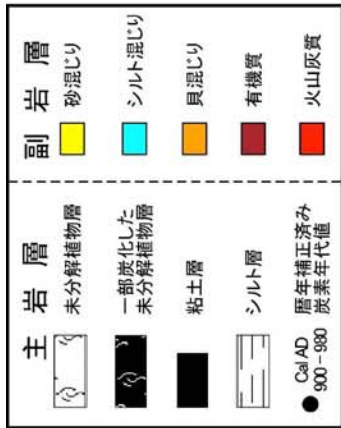 主岩層
未分解植物層
一部炭化した
未分解植物層
粘土層
シルト層
Cal AD
900-980
暦年補正済み
炭素年代値
副岩層
砂混じり
シルト混じり
貝混じり
有機質
火山灰質